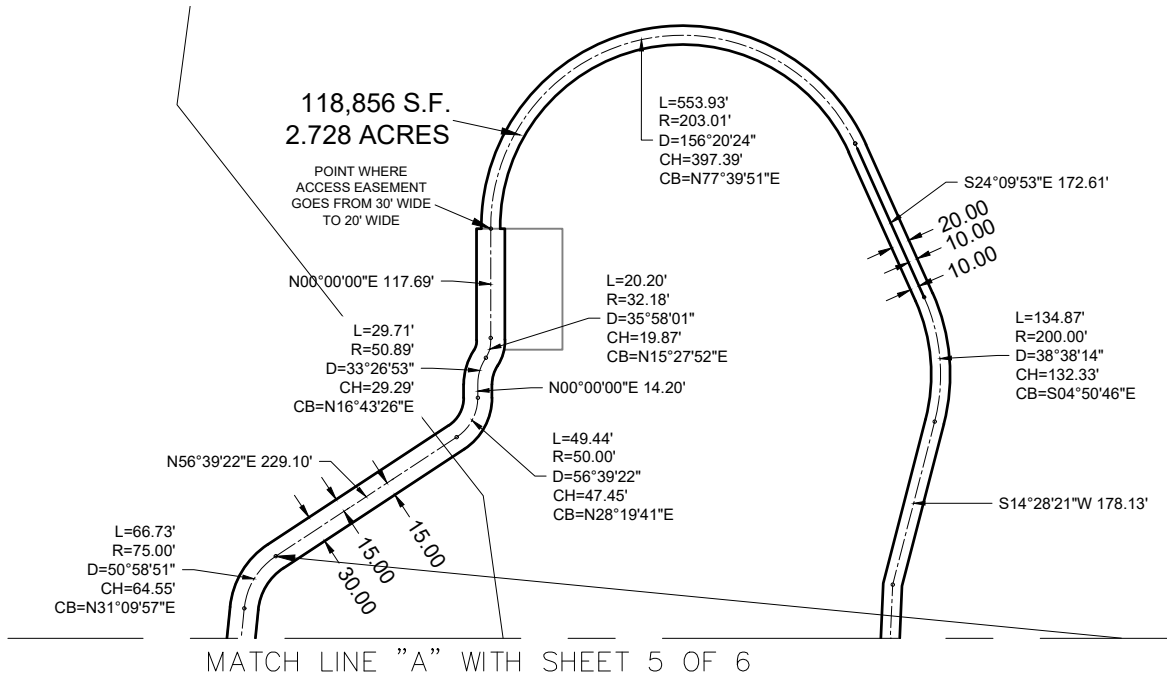 118,856 S.F.
2.728 ACRES
POINT WHERE
ACCESS EASEMENT
GOES FROM 30' WIDE
TO 20' WIDE
L=553.93'
R=203.01'
D=156°20'24"
CH=397.39'
CB=N77°39'51"E
S24°09'53"E 172.61'
20.00
10.00
10.00
N00°00'00"E 117.69'
L=20.20'
R=32.18'
D=35°58'01"
CH=19.87'
CB=N15°27'52"E
L=29.71'
R=50.89'
D=33°26'53"
CH=29.29'
CB=N16°43'26"E
L=134.87'
R=200.00'
D=38°38'14"
CH=132.33'
CB=S04°50'46"E
N00°00'00"E 14.20'
N56°39'22"E 229.10'
L=49.44'
R=50.00'
D=56°39'22"
CH=47.45'
CB=N28°19'41"E
S14°28'21"W 178.13'
15.00
15.00
30.00
L=66.73'
R=75.00'
D=50°58'51"
CH=64.55'
CB=N31°09'57"E
MATCH LINE "A" WITH SHEET 5 OF 6